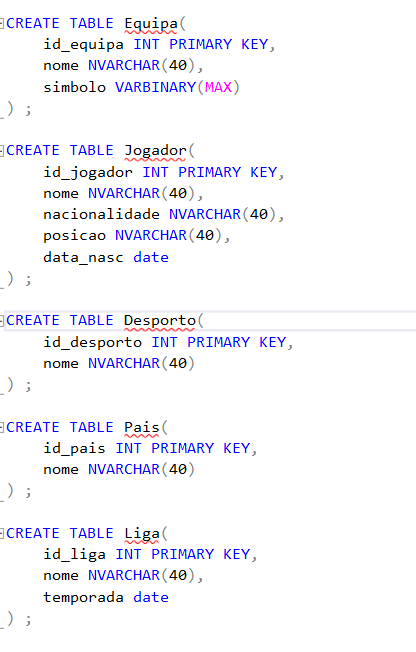 CREATE TABLE Equipa(
id_equipa INT PRIMARY KEY,
nome NVARCHAR(40),
simbolo VARBINARY(MAX)
) ;
CREATE TABLE Jogador(
id_jogador INT PRIMARY KEY,
nome NVARCHAR(40),
nacionalidade NVARCHAR(40),
posicao NVARCHAR(40),
data_nasc date
) ;
CREATE TABLE Desporto(
id_desporto INT PRIMARY KEY,
nome NVARCHAR(40)
) ;
CREATE TABLE Pais(
id_pais INT PRIMARY KEY,
nome NVARCHAR(40)
) ;
CREATE TABLE Liga(
id_liga INT PRIMARY KEY,
nome NVARCHAR(40),
temporada date
) ;